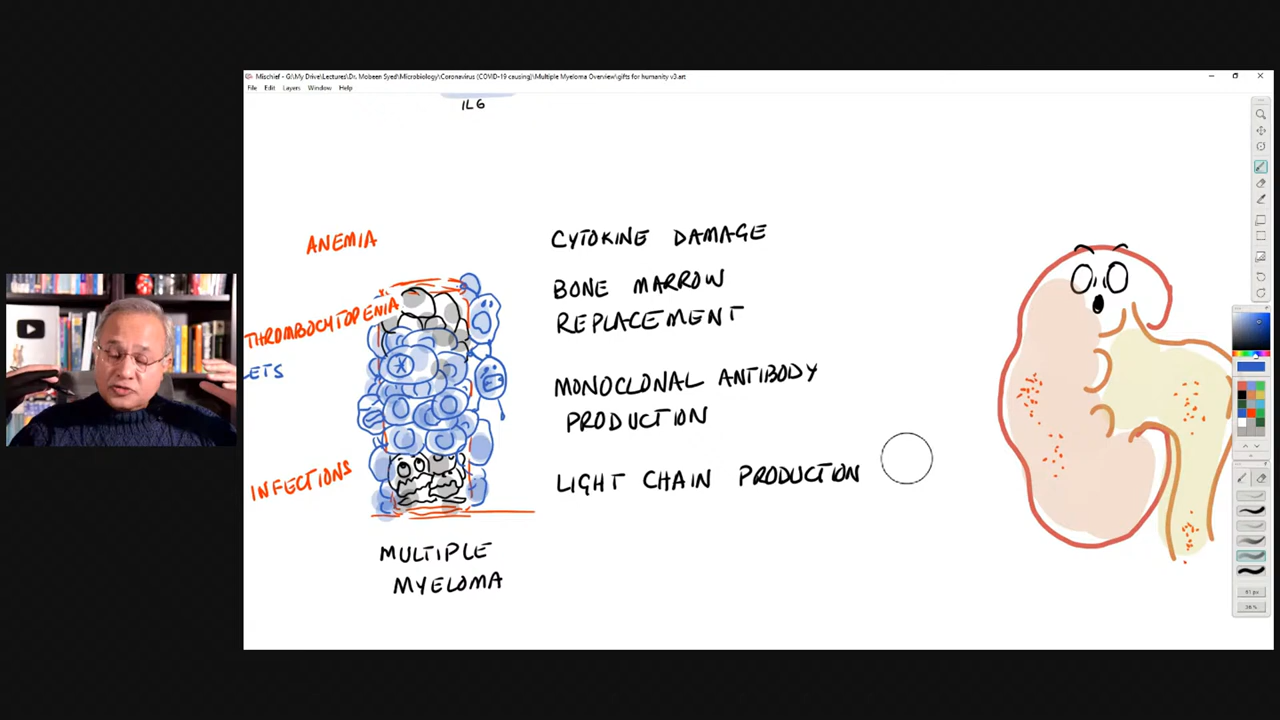 Mischief - G:\My Drive\Lectures\Dr. Mobeen Syed\Microbiology\Coronavirus (COVID-19 causing)\Multiple Myeloma Overview\gifts for humanity v3.art
File Edit Layers Window Help
IL6
ANEMIA
THROMBOCYTOPENIA
ETS
INFECTIONS
MULTIPLE
MYELOMA
CYTOKINE DAMAGE
BONE MARROW
REPLACEMENT
MONOCLONAL ANTIBODY
PRODUCTION
LIGHT CHAIN PRODUCTION